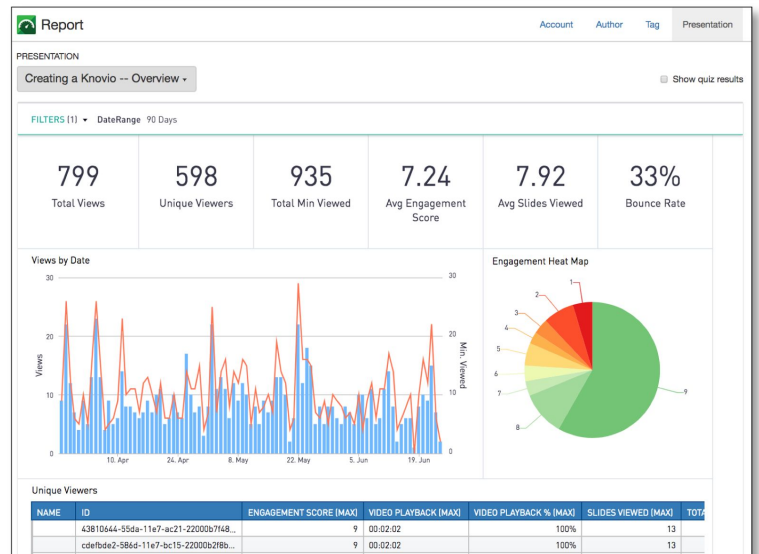 Report
Account Author Tag Presentation
PRESENTATION
Creating a Knovio -- Overview
Show quiz results
FILTERS (1) DateRange 90 Days
799 598 935 7.24 7.92 33%
Total Views Unique Viewers Total Min Viewed Avg Engagement Score Avg Slides Viewed Bounce Rate
Views by Date
30 30
20 20
Views
Min. Viewed
10 10
0 0
10. Apr 24. Apr 8. May 22. May 5. Jun 19. Jun
Engagement Heat Map
1
2
3
4
5
6
7
8
9
Unique Viewers
NAME ID ENGAGEMENT SCORE (MAX) VIDEO PLAYBACK (MAX) VIDEO PLAYBACK % (MAX) SLIDES VIEWED (MAX) TOTA
43810644-55da-11e7-ac21-22000b7f48... 9 00:02:02 100% 13
cdefbde2-586d-11e7-bc15-22000b2f8b... 9 00:02:02 100% 13